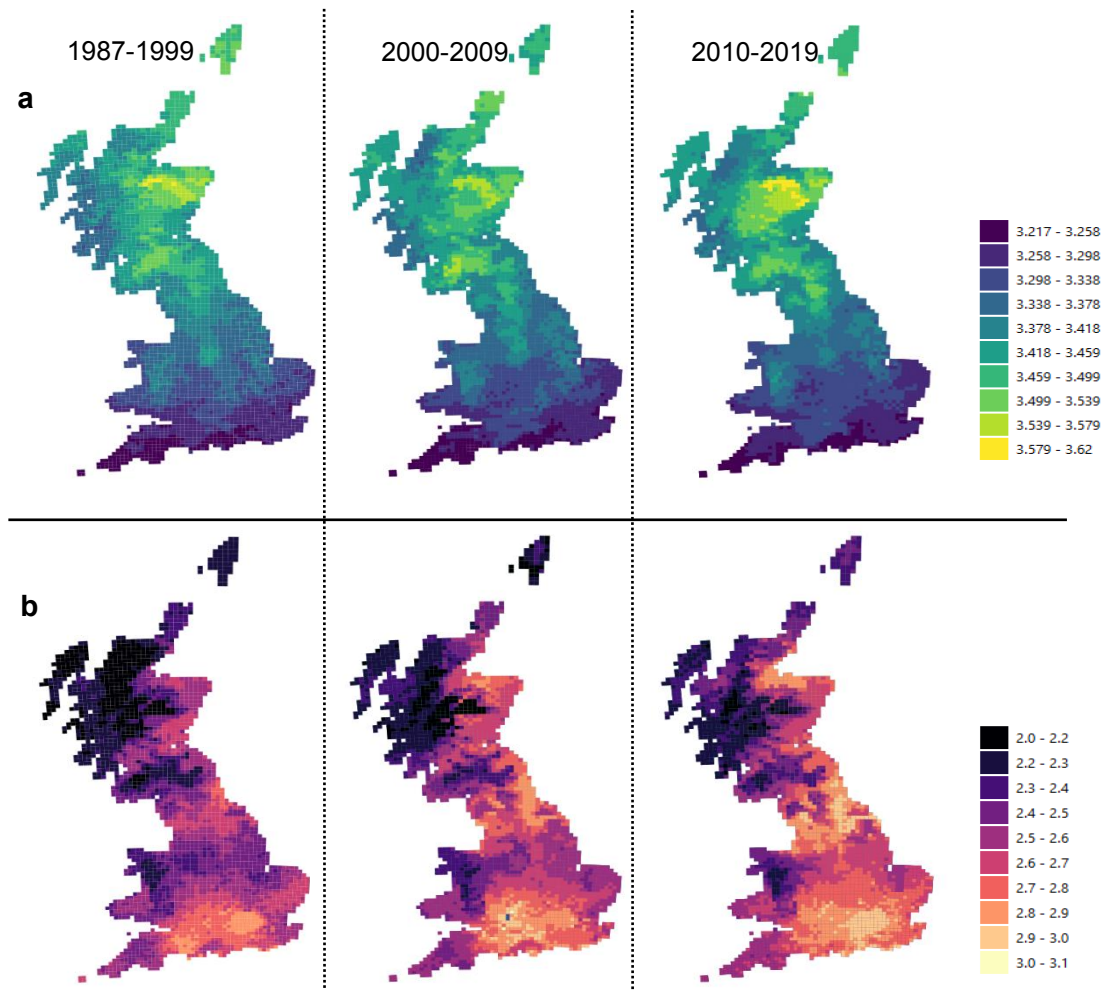 1987-1999
2000-2009
2010-2019
a
3.217 - 3.258
3.258 - 3.298
3.298 - 3.338
3.338 - 3.378
3.378 - 3.418
3.418 - 3.459
3.459 - 3.499
3.499 - 3.539
3.539 - 3.579
3.579 - 3.62
b
2.0 - 2.2
2.2 - 2.3
2.3 - 2.4
2.4 - 2.5
2.5 - 2.6
2.6 - 2.7
2.7 - 2.8
2.8 - 2.9
2.9 - 3.0
3.0 - 3.1